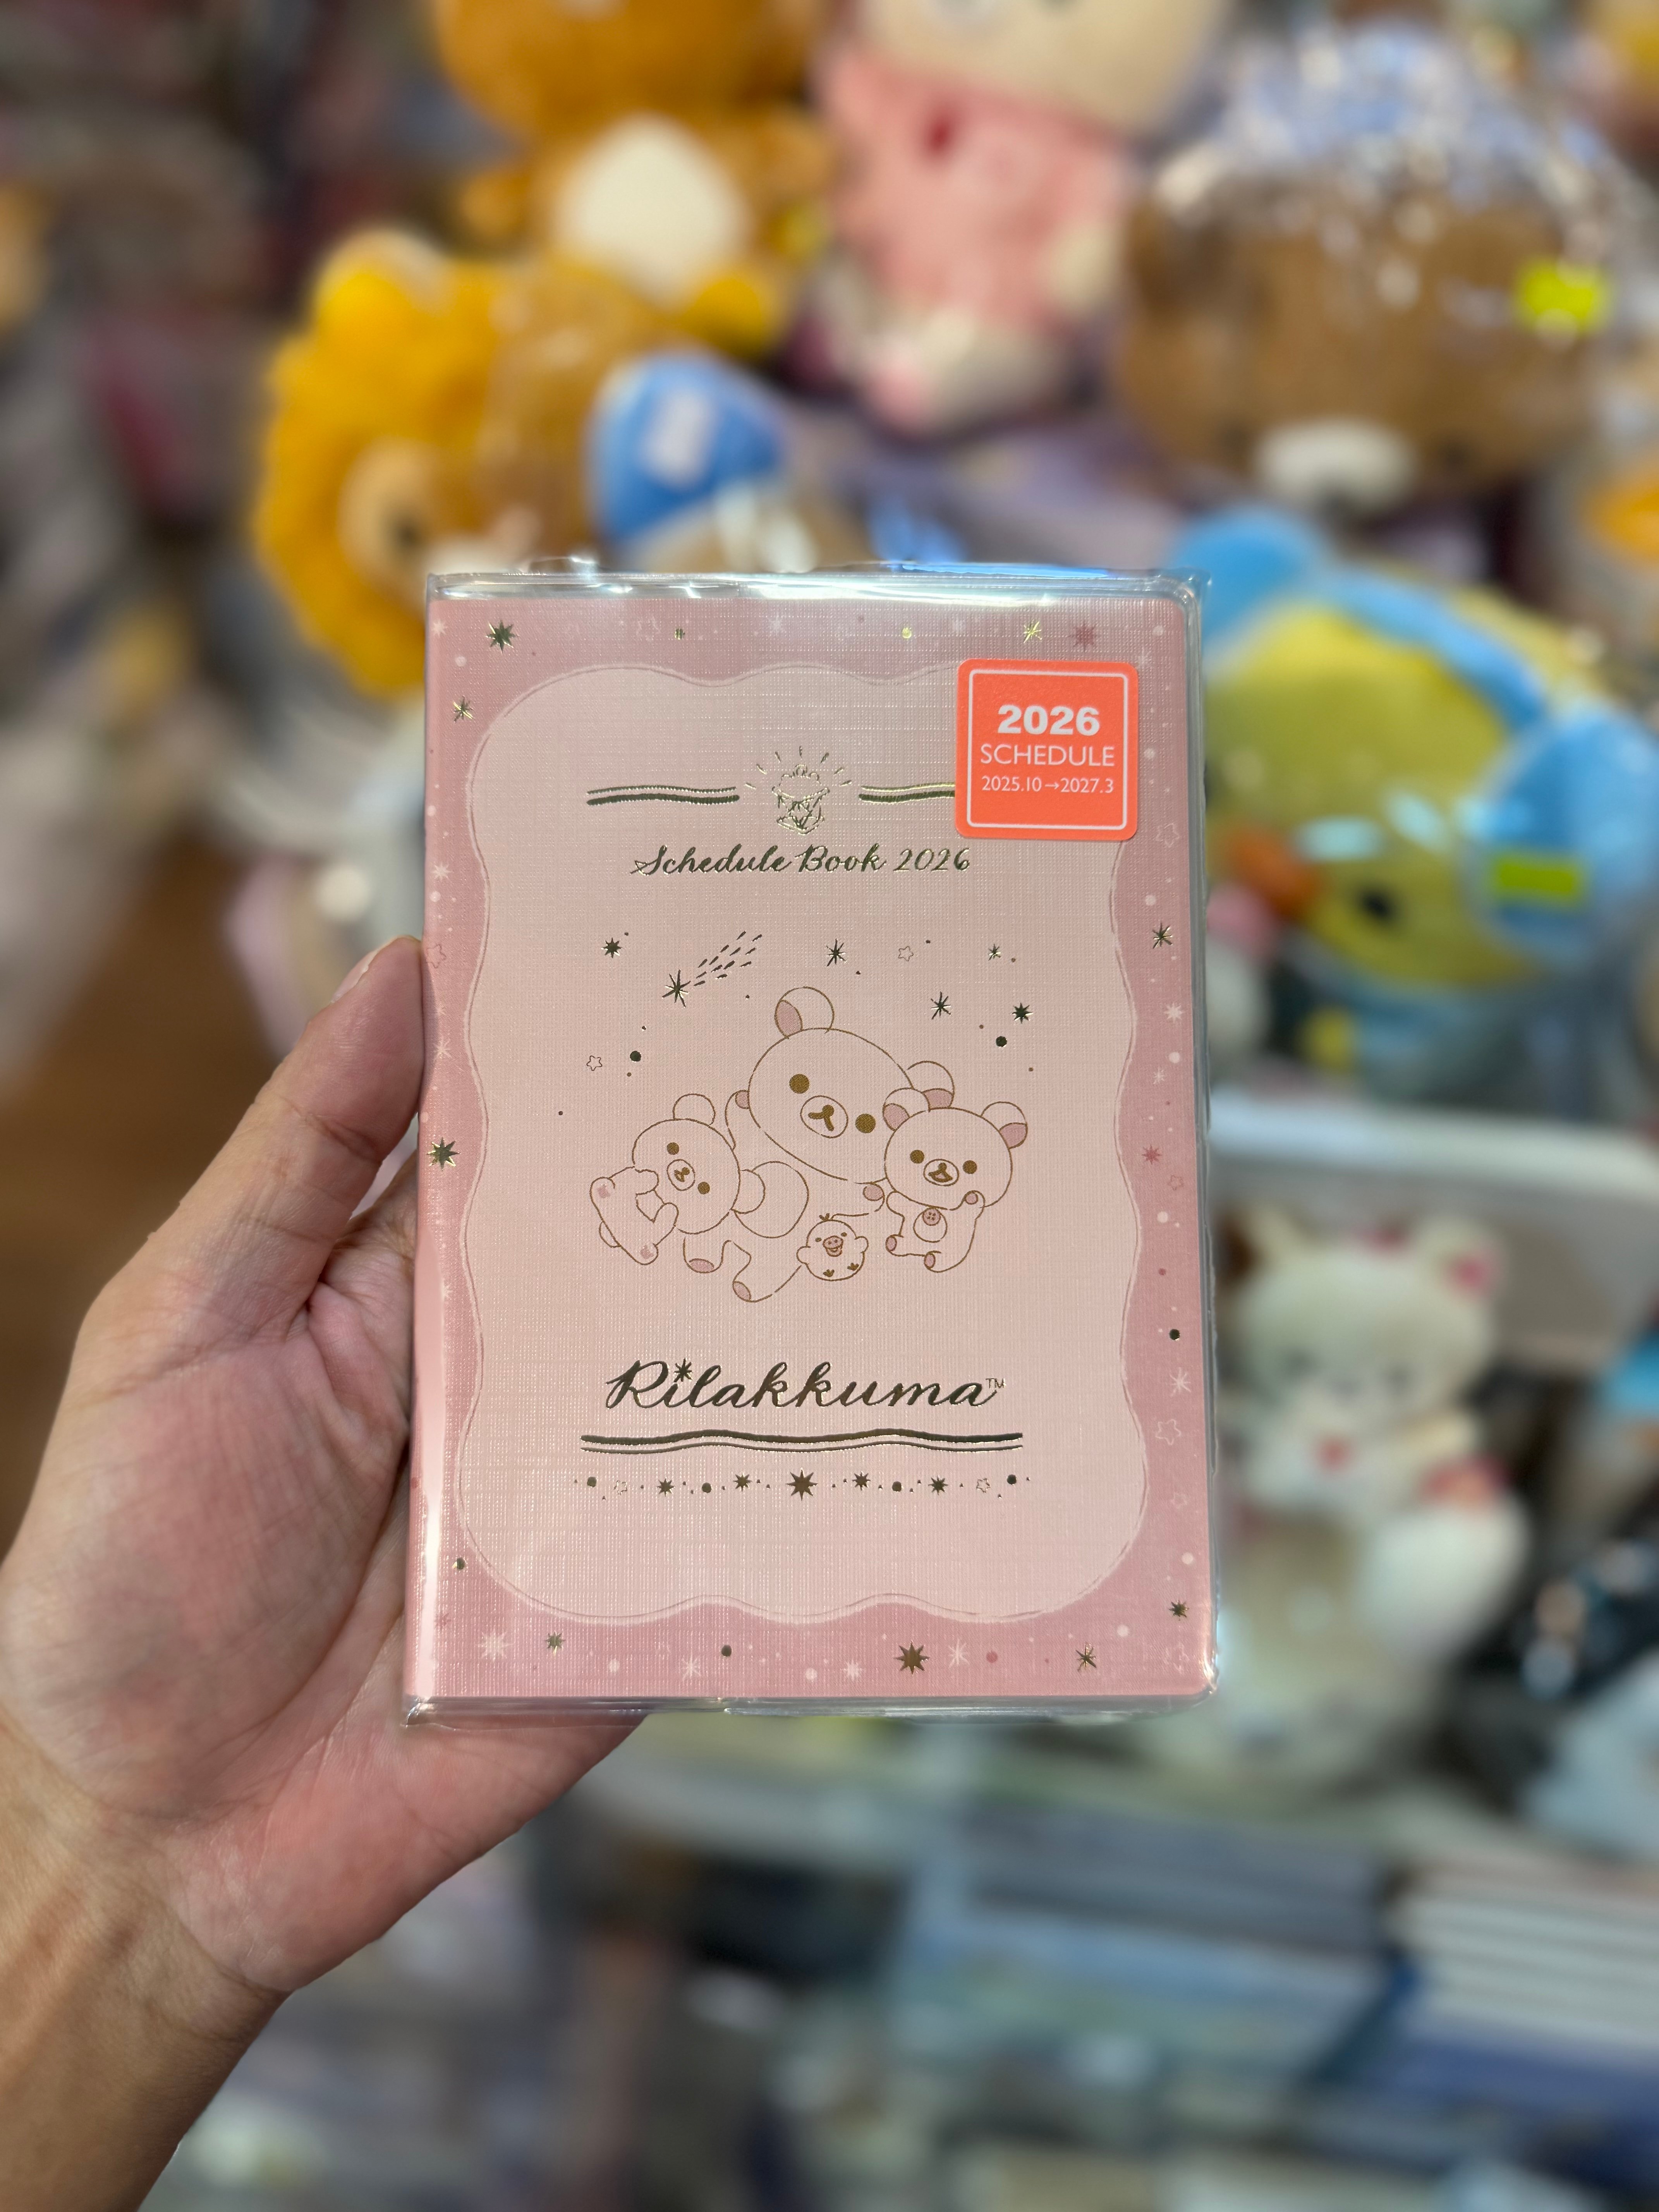 2026
SCHEDULE
2025.10→2027.3
Schedule Book 2026
Rilakkuma™